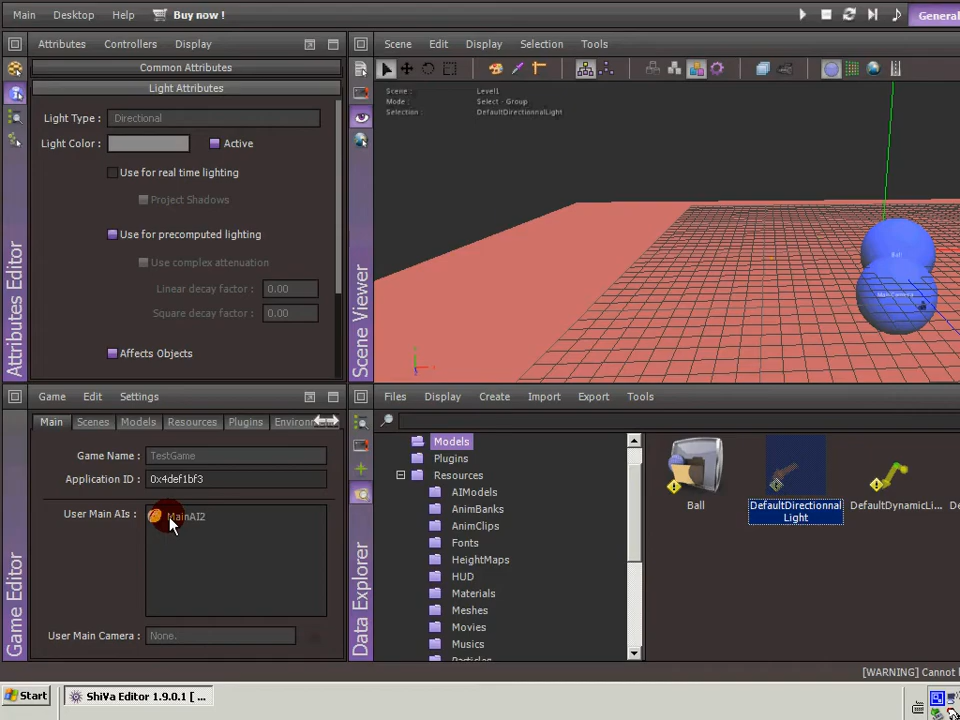 Main Desktop Help Buy now ! General
Attributes Controllers Display
Scene Edit Display Selection Tools
Common Attributes
Light Attributes
Scene : Level1
Mode : Select - Group
Selection : DefaultDirectionnalLight
Light Type : Directional
Light Color : Active
Use for real time lighting
Project Shadows
Use for precomputed lighting
Use complex attenuation
Linear decay factor : 0.00
Square decay factor : 0.00
Affects Objects
Attributes Editor
Scene Viewer
Ball
Main Camera
Game Edit Settings
Files Display Create Import Export Tools
Main Scenes Models Resources Plugins Environ
Game Name : TestGame
Application ID : 0x4def1bf3
User Main AIs : MainAI2
User Main Camera : None.
Game Editor
Data Explorer
Models
Plugins
Resources
AIModels
AnimBanks
AnimClips
Fonts
HeightMaps
HUD
Materials
Meshes
Movies
Musics
Particles
Ball
DefaultDirectionnal
Light
DefaultDynamicLi...
De
[WARNING] Cannot l
Start ShiVa Editor 1.9.0.1 [ ...